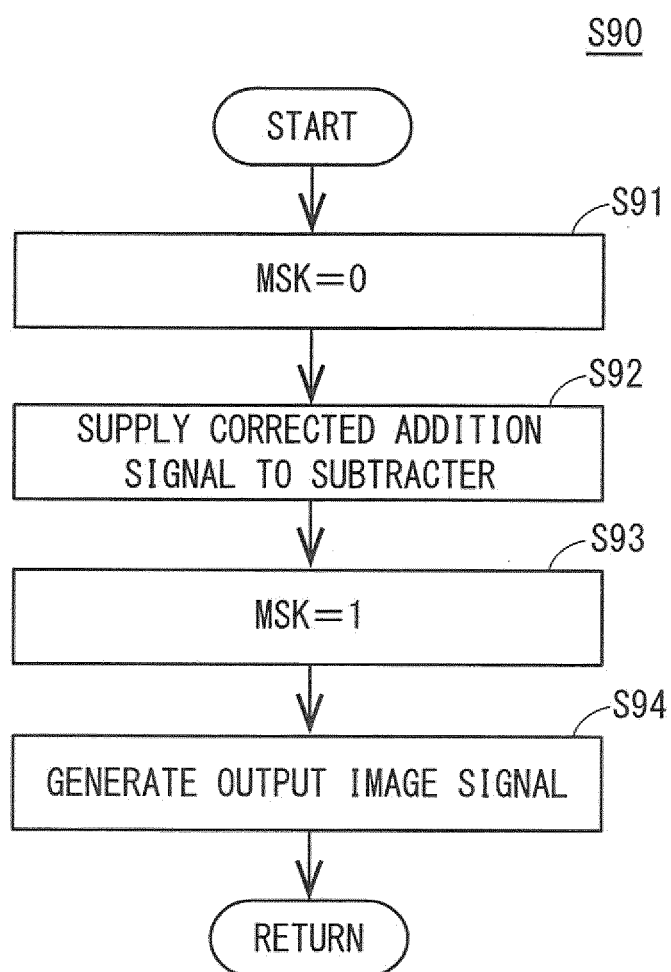 S90
START
S91
MSK=0
S92
SUPPLY CORRECTED ADDITION
SIGNAL TO SUBTRACTER
S93
MSK=1
S94
GENERATE OUTPUT IMAGE SIGNAL
RETURN